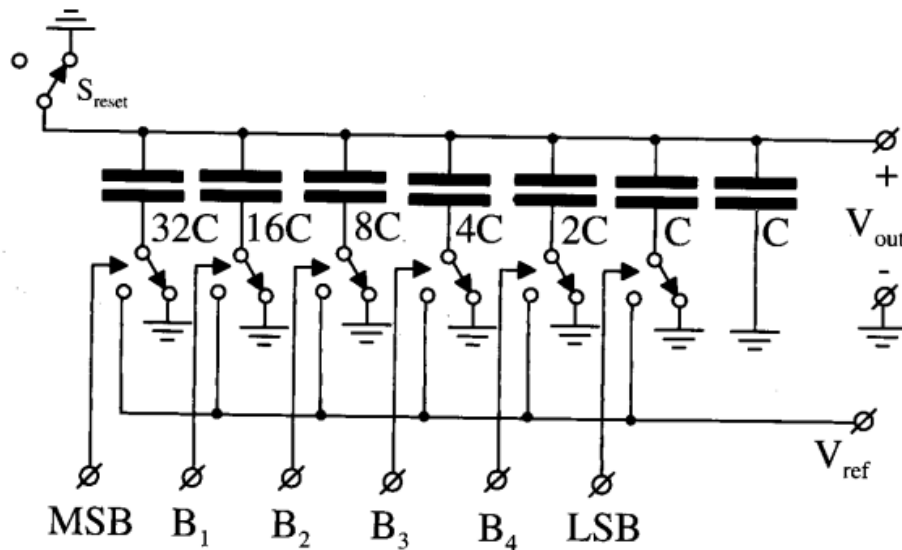 S_reset
32C 16C 8C 4C 2C C C
+
V_out
-
V_ref
MSB B_1 B_2 B_3 B_4 LSB